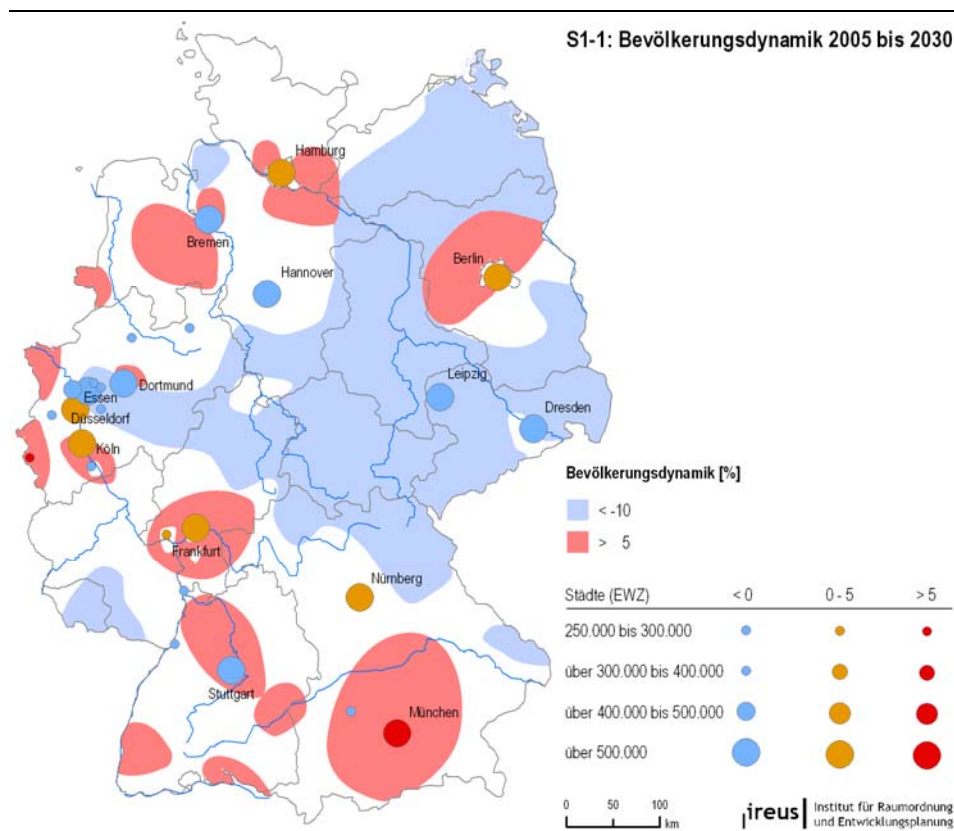 S1-1: Bevölkerungsdynamik 2005 bis 2030
Hamburg
Bremen
Berlin
Hannover
Dortmund
Leipzig
Essen
Dresden
Düsseldorf
Köln
Frankfurt
Nürnberg
Stuttgart
München
Bevölkerungsdynamik [%]
< -10
> 5
Städte (EWZ) < 0 0 - 5 > 5
250.000 bis 300.000
über 300.000 bis 400.000
über 400.000 bis 500.000
über 500.000
0 50 100
km
ireus Institut für Raumordnung
und Entwicklungsplanung